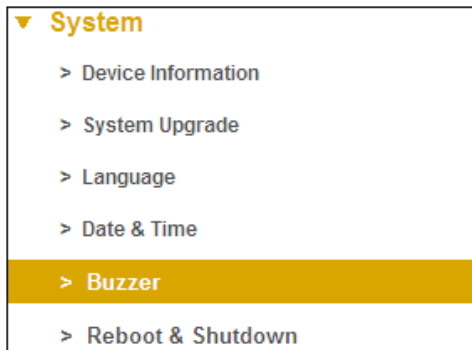 ▼ System
> Device Information
> System Upgrade
> Language
> Date & Time
> Buzzer
> Reboot & Shutdown